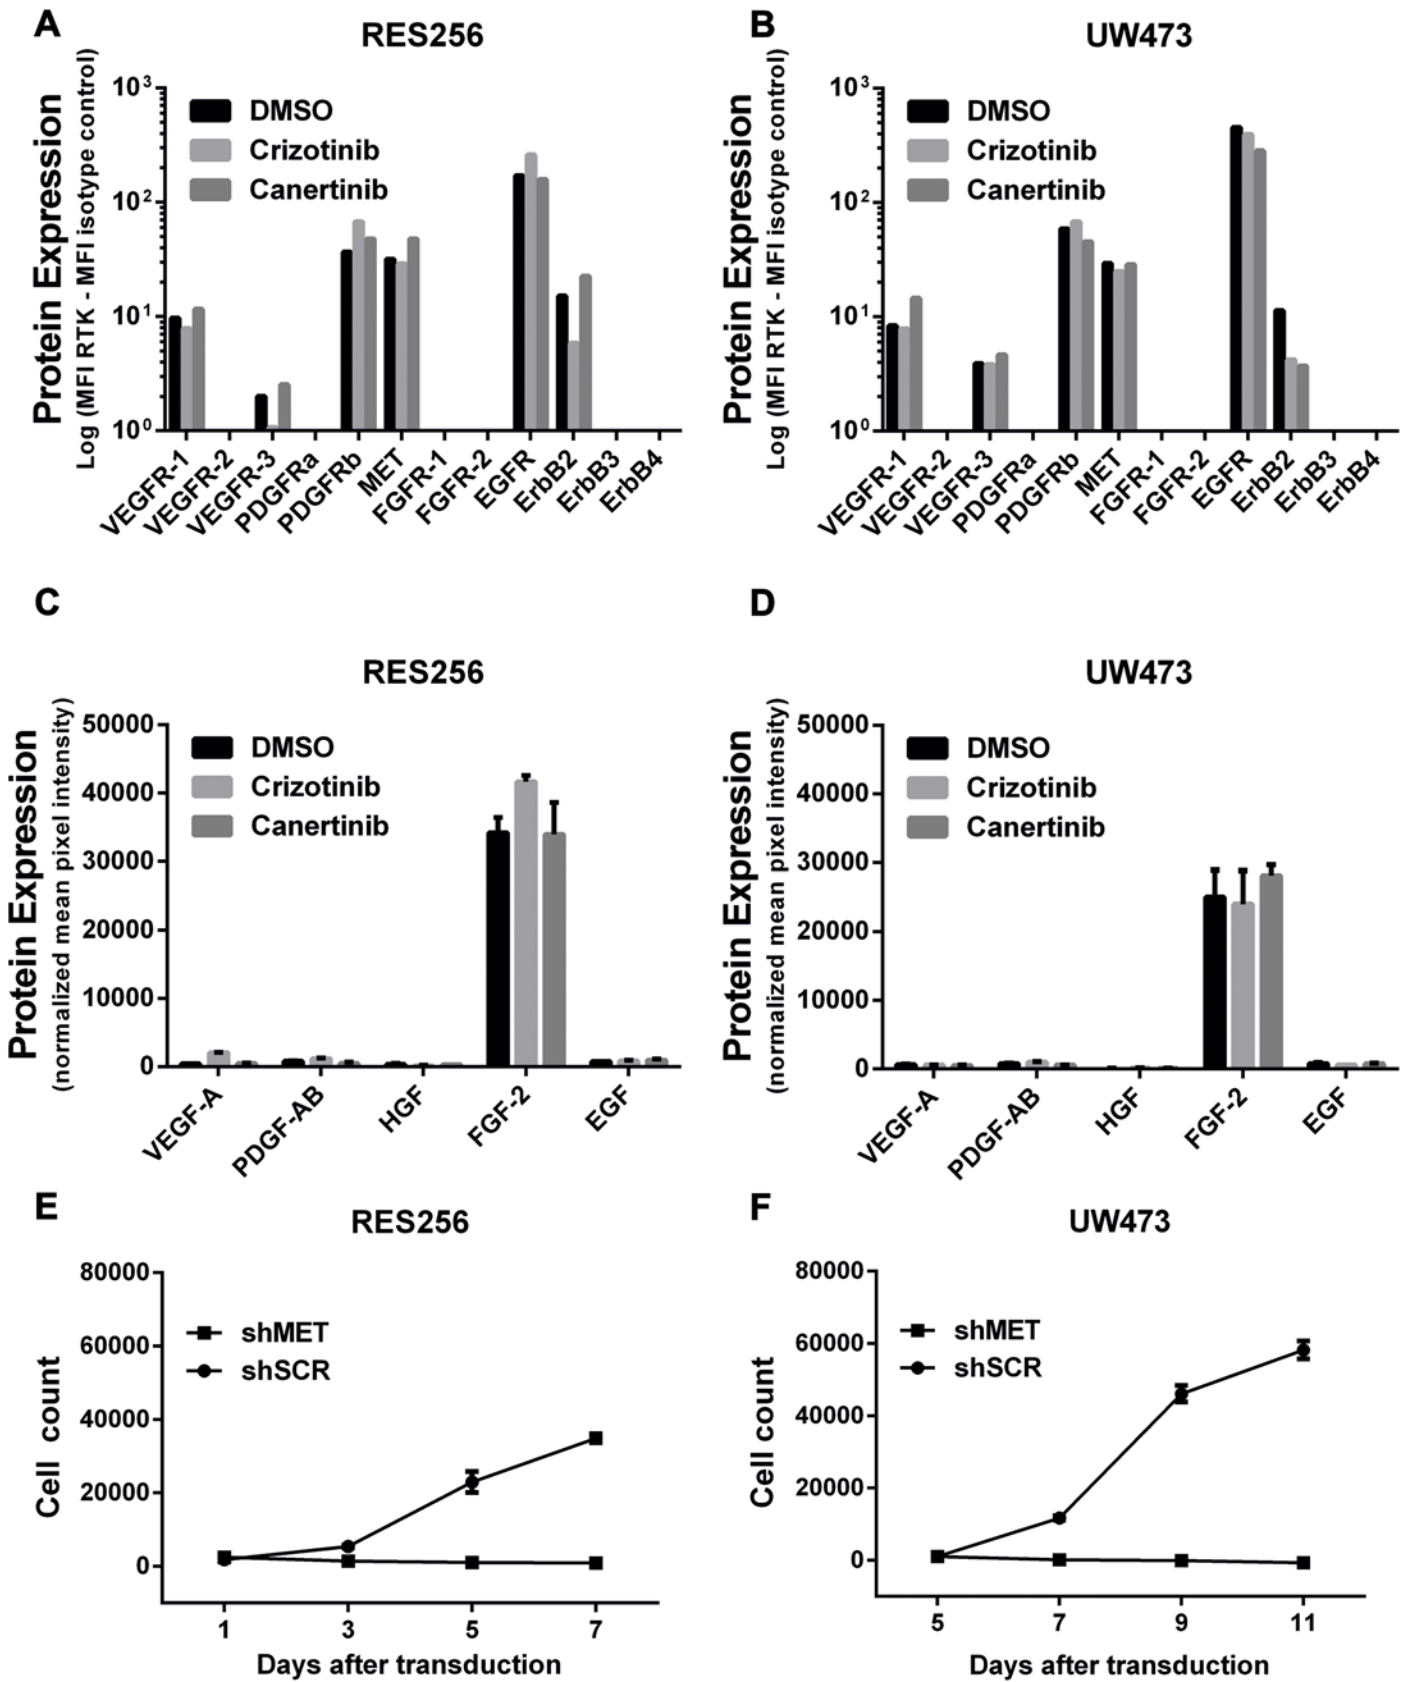 A
RES256
Protein Expression
Log (MFI RTK - MFI isotype control)
10³
10²
10¹
10⁰
DMSO
Crizotinib
Canertinib
VEGFR-1
VEGFR-2
VEGFR-3
PDGFRa
PDGFRb
MET
FGFR-1
FGFR-2
EGFR
ErbB2
ErbB3
ErbB4
B
UW473
Protein Expression
Log (MFI RTK - MFI isotype control)
10³
10²
10¹
10⁰
DMSO
Crizotinib
Canertinib
VEGFR-1
VEGFR-2
VEGFR-3
PDGFRa
PDGFRb
MET
FGFR-1
FGFR-2
EGFR
ErbB2
ErbB3
ErbB4
C
RES256
Protein Expression
(normalized mean pixel intensity)
50000
40000
30000
20000
10000
0
DMSO
Crizotinib
Canertinib
VEGF-A
PDGF-AB
HGF
FGF-2
EGF
D
UW473
Protein Expression
(normalized mean pixel intensity)
50000
40000
30000
20000
10000
0
DMSO
Crizotinib
Canertinib
VEGF-A
PDGF-AB
HGF
FGF-2
EGF
E
RES256
Cell count
80000
60000
40000
20000
0
shMET
shSCR
1 3 5 7
Days after transduction
F
UW473
Cell count
80000
60000
40000
20000
0
shMET
shSCR
5 7 9 11
Days after transduction